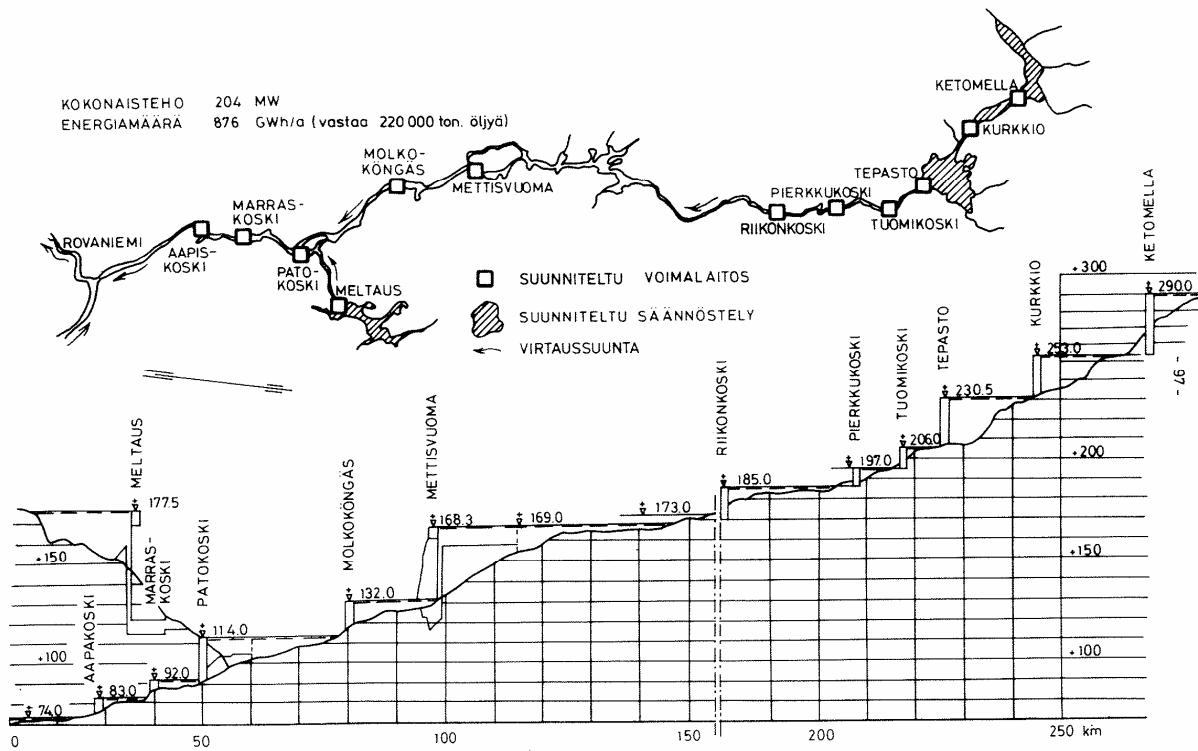 KOKONAISTEHO 204 MW
ENERGIAMÄÄRÄ 876 GWh/a (vastaa 220 000 ton. öljyä)
KETOMELLA
KURKKIO
TEPASTO
PIERKKUKOSKI
TUOMIKOSKI
RIIKONKOSKI
METTISVUOMA
MOLKO-
KÖNGÄS
MARRAS-
KOSKI
ROVANIEMI
AAPIS-
KOSKI
PATO-
KOSKI
MELTAUS
SUUNNITELTU VOIMALAITOS
SUUNNITELTU SÄÄNNÖSTELY
VIRTAUSSUUNTA
- 97 -
AAPAKOSKI
MARRAS-
KOSKI
MELTAUS
PATOKOSKI
MOLKOKÖNGÄS
METTISVUOMA
RIIKONKOSKI
PIERKKUKOSKI
TUOMIKOSKI
TEPASTO
KURKKIO
KETOMELLA
74.0
83.0
92.0
177.5
114.0
132.0
168.3
169.0
173.0
185.0
197.0
206.0
230.5
253.0
290.0
+150
+100
+300
+200
+150
+100
0 50 100 150 200 250 km